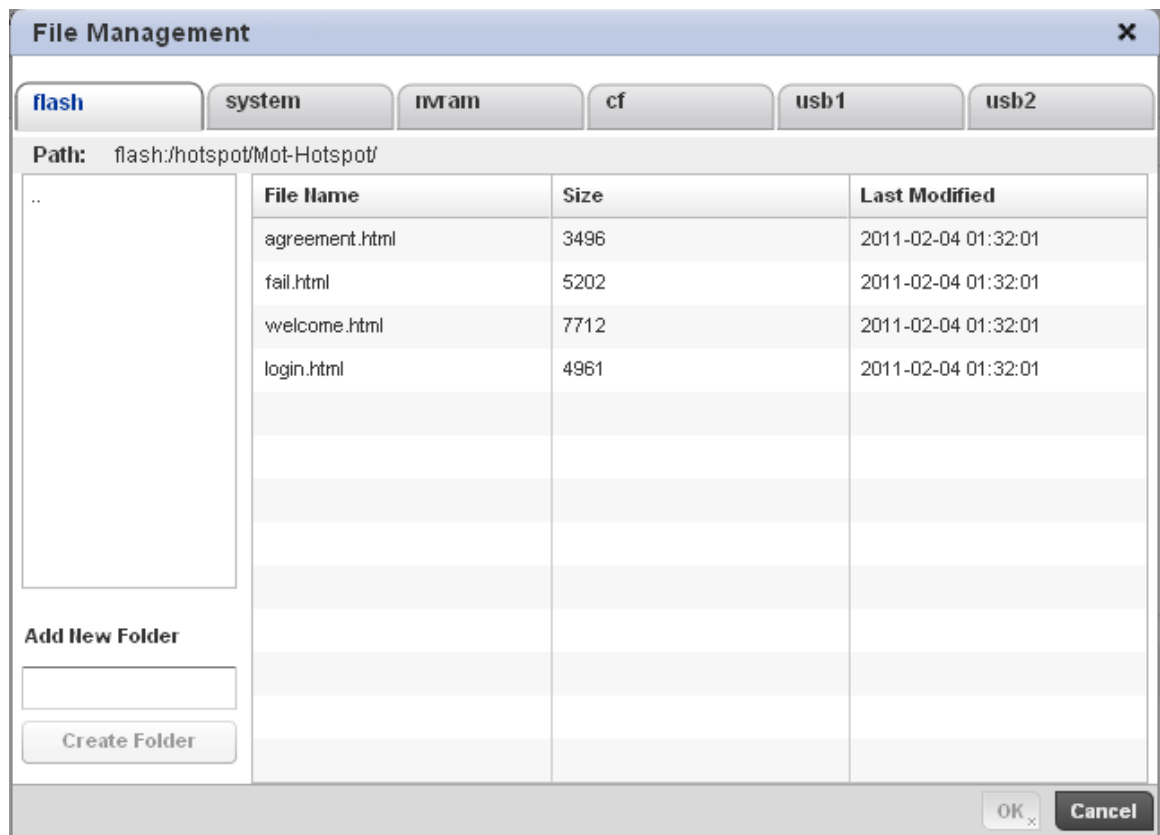 File Management
flash system nvram cf usb1 usb2
Path: flash:/hotspot/Mot-Hotspot/
.. File Name Size Last Modified
agreement.html 3496 2011-02-04 01:32:01
fail.html 5202 2011-02-04 01:32:01
welcome.html 7712 2011-02-04 01:32:01
login.html 4961 2011-02-04 01:32:01
Add New Folder
Create Folder
OK Cancel